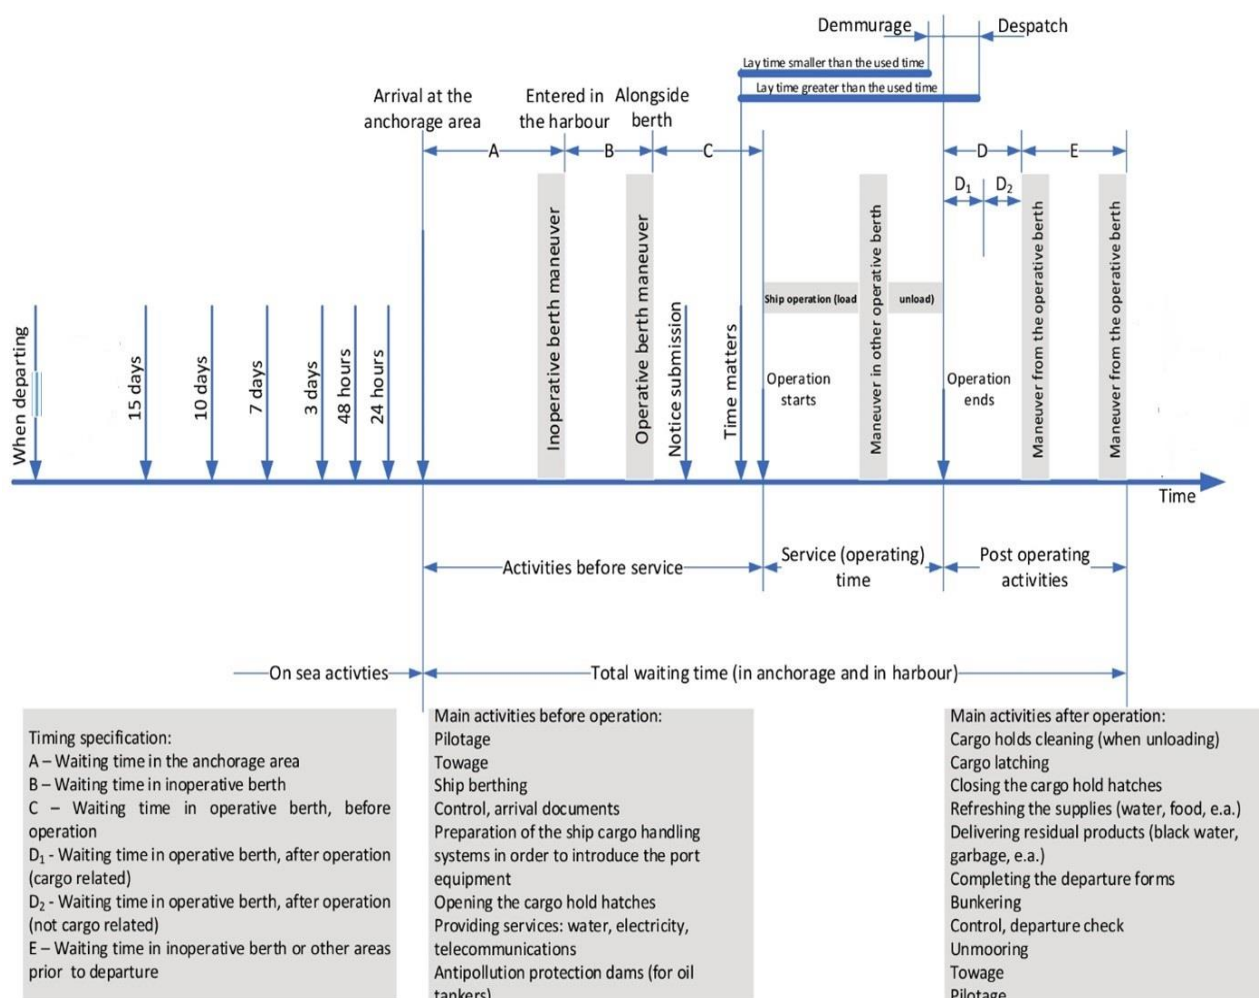 Demmurage
Despatch
Lay time smaller than the used time
Lay time greater than the used time
Arrival at the
anchorage area
Entered in
the harbour
Alongside
berth
A
B
C
D
E
D₁
D₂
When departing
15 days
10 days
7 days
3 days
48 hours
24 hours
Inoperative berth maneuver
Operative berth maneuver
Notice submission
Time matters
Ship operation (load
unload)
Operation
starts
Maneuver in other operative berth
Operation
ends
Maneuver from the operative berth
Maneuver from the operative berth
Time
Activities before service
Service (operating)
time
Post operating
activities
On sea activties
Total waiting time (in anchorage and in harbour)
Timing specification:
A – Waiting time in the anchorage area
B – Waiting time in inoperative berth
C – Waiting time in operative berth, before
operation
D₁ - Waiting time in operative berth, after operation
(cargo related)
D₂ - Waiting time in operative berth, after operation
(not cargo related)
E – Waiting time in inoperative berth or other areas
prior to departure
Main activities before operation:
Pilotage
Towage
Ship berthing
Control, arrival documents
Preparation of the ship cargo handling
systems in order to introduce the port
equipment
Opening the cargo hold hatches
Providing services: water, electricity,
telecommunications
Antipollution protection dams (for oil
tankers)
Main activities after operation:
Cargo holds cleaning (when unloading)
Cargo latching
Closing the cargo hold hatches
Refreshing the supplies (water, food, e.a.)
Delivering residual products (black water,
garbage, e.a.)
Completing the departure forms
Bunkering
Control, departure check
Unmooring
Towage
Pilotage